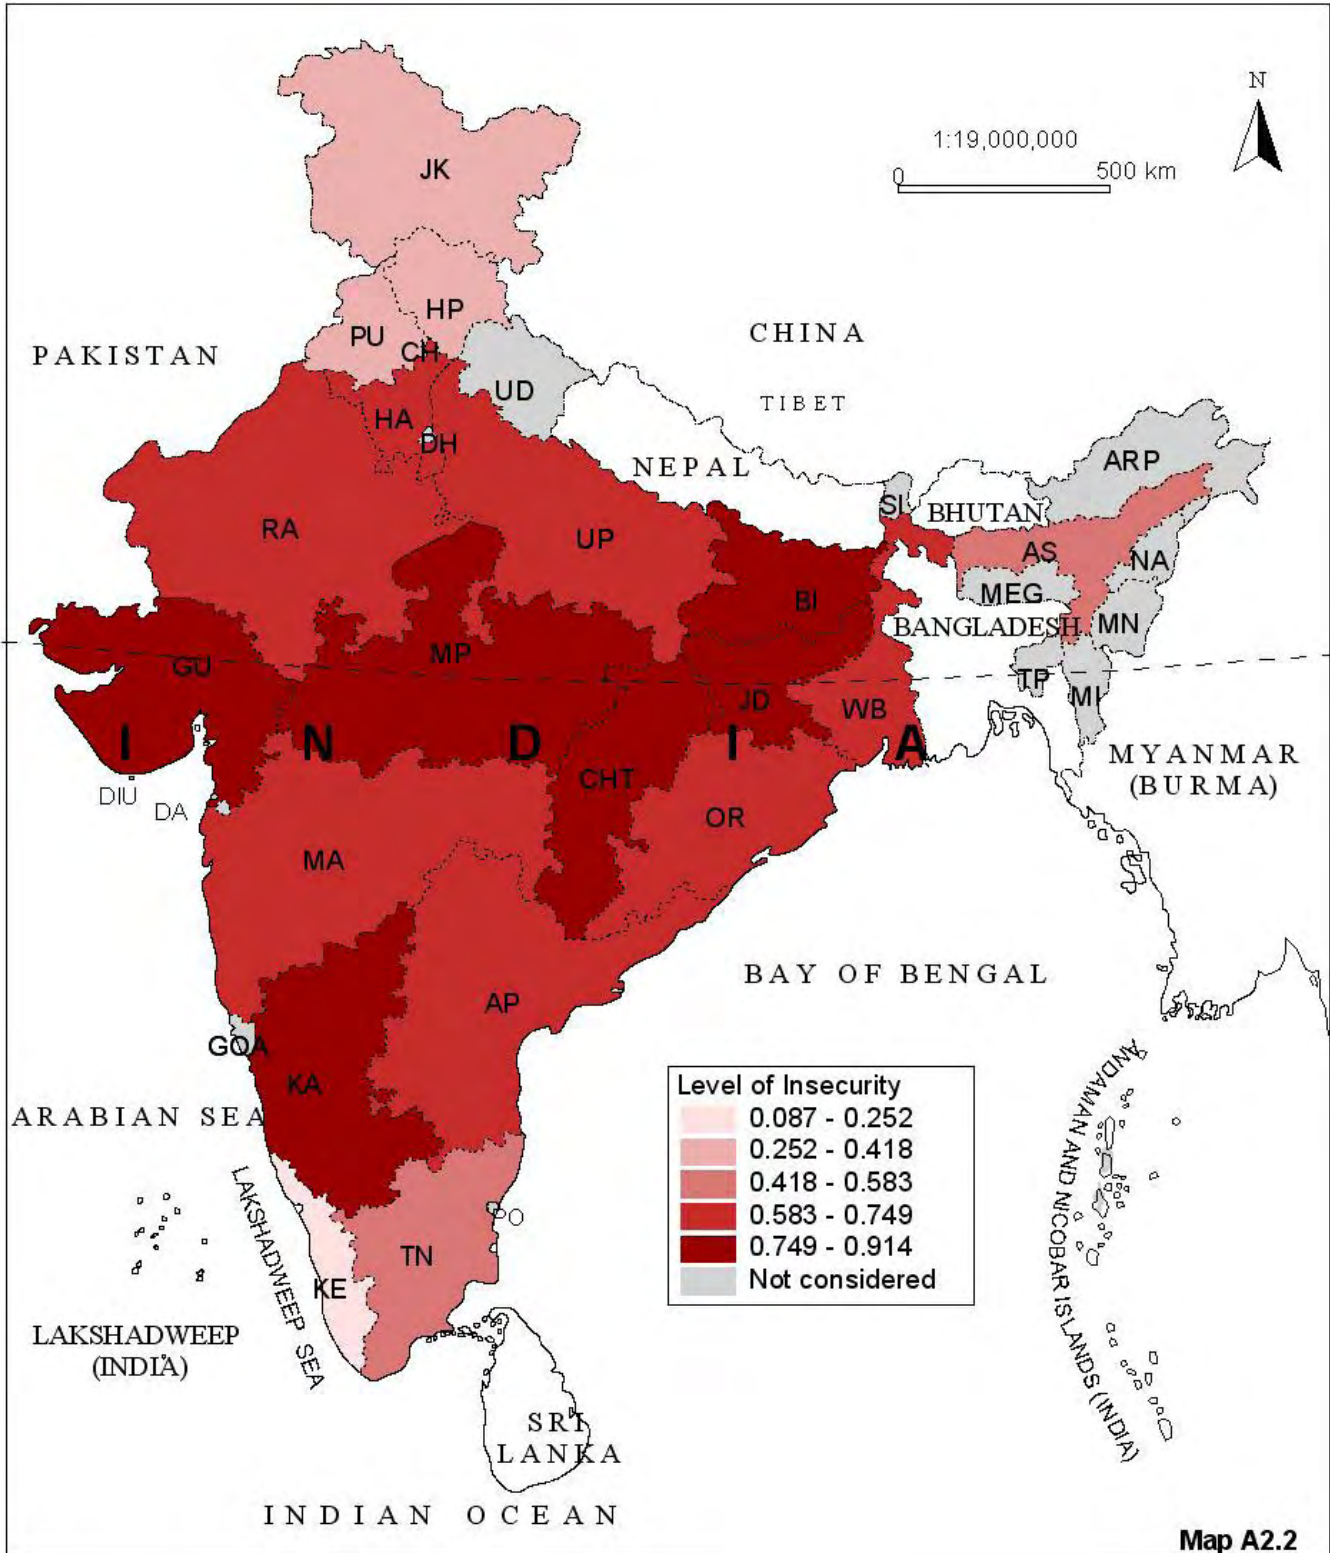 N
1:19,000,000
0
500 km
JK
HP
PU
CH
PAKISTAN
CHINA
UD
TIBET
HA
DH
NEPAL
ARP
SI
BHUTAN
RA
UP
AS
NA
MEG
BI
BANGLADESH
MN
MP
GU
TP
MI
JD
WB
I N D I A
MYANMAR
(BURMA)
CHT
DIU
DA
OR
MA
BAY OF BENGAL
AP
GOA
KA
ARABIAN SEA
Level of Insecurity
0.087 - 0.252
0.252 - 0.418
0.418 - 0.583
0.583 - 0.749
0.749 - 0.914
Not considered
ANDAMAN AND NICOBAR ISLANDS (INDIA)
LAKSHADWEEP SEA
PO
TN
KE
LAKSHADWEEP
(INDIA)
SRI
LANKA
INDIAN OCEAN
Map A2.2